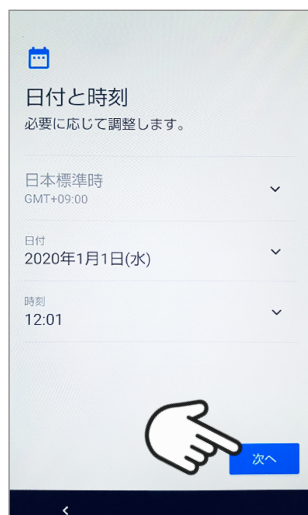 日付と時刻
必要に応じて調整します。
日本標準時
GMT+09:00
日付
2020年1月1日(水)
時刻
12:01
次へ